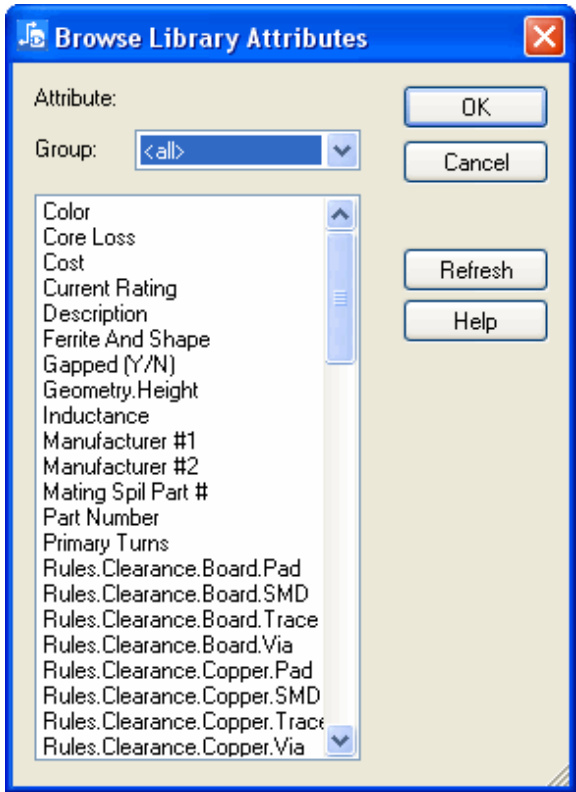 Browse Library Attributes
Attribute:
OK
Group:
<all>
Cancel
Color
Core Loss
Cost
Current Rating
Description
Ferrite And Shape
Gapped (Y/N)
Geometry.Height
Inductance
Manufacturer #1
Manufacturer #2
Mating Spil Part #
Part Number
Primary Turns
Rules.Clearance.Board.Pad
Rules.Clearance.Board.SMD
Rules.Clearance.Board.Trace
Rules.Clearance.Board.Via
Rules.Clearance.Copper.Pad
Rules.Clearance.Copper.SMD
Rules.Clearance.Copper.Trace
Rules.Clearance.Copper.Via
Refresh
Help